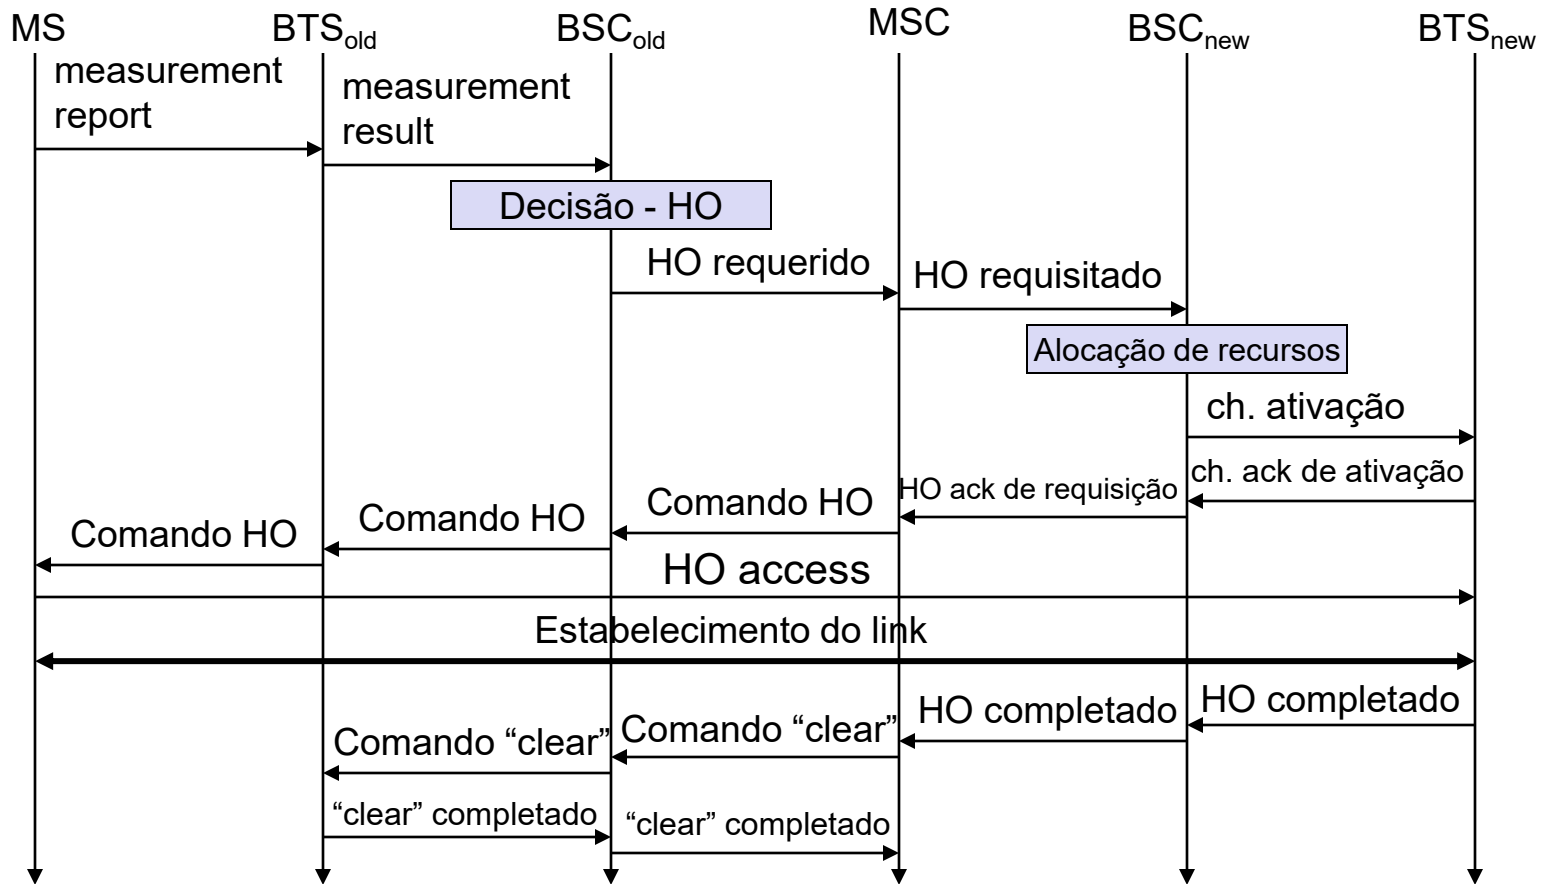 MS
BTSold
BSCold
MSC
BSCnew
BTSnew
measurement
report
measurement
result
Decisão - HO
HO requerido
HO requisitado
Alocação de recursos
ch. ativação
ch. ack de ativação
HO ack de requisição
Comando HO
Comando HO
Comando HO
HO access
Estabelecimento do link
HO completado
HO completado
Comando “clear”
Comando “clear”
“clear” completado
“clear” completado